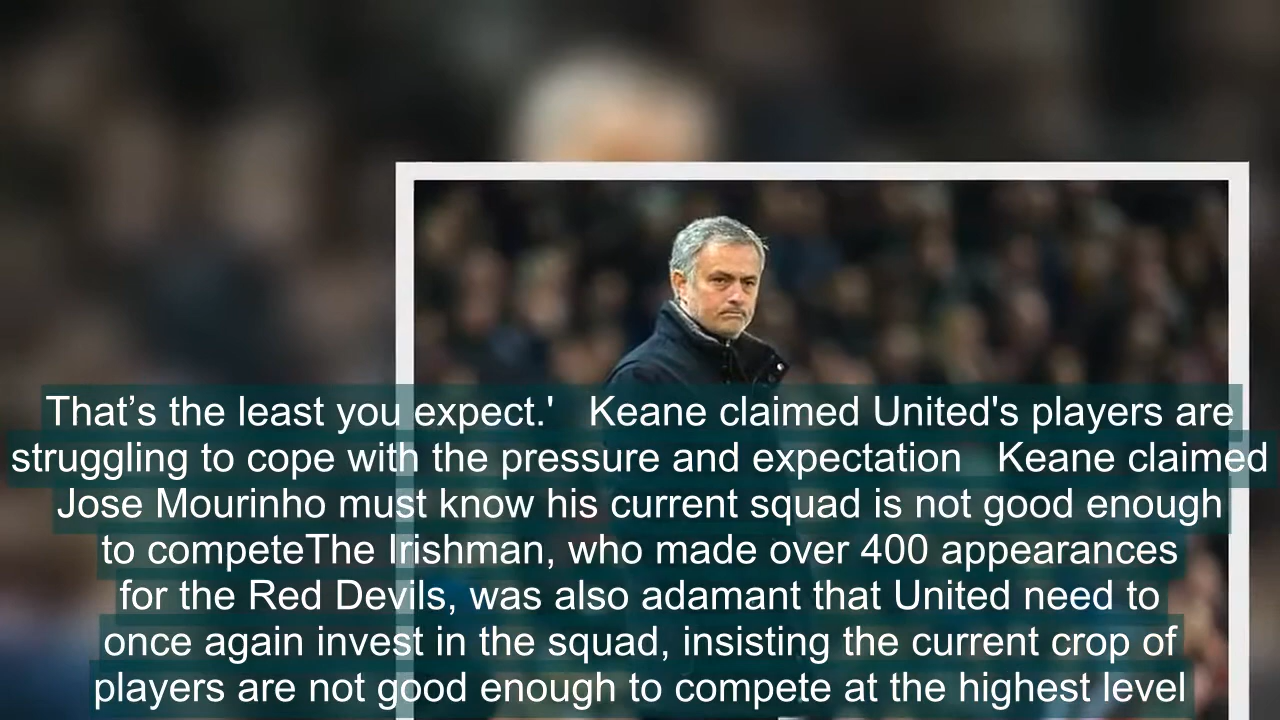 That’s the least you expect.'   Keane claimed United's players are
struggling to cope with the pressure and expectation   Keane claimed
Jose Mourinho must know his current squad is not good enough
to competeThe Irishman, who made over 400 appearances
for the Red Devils, was also adamant that United need to
once again invest in the squad, insisting the current crop of
players are not good enough to compete at the highest level